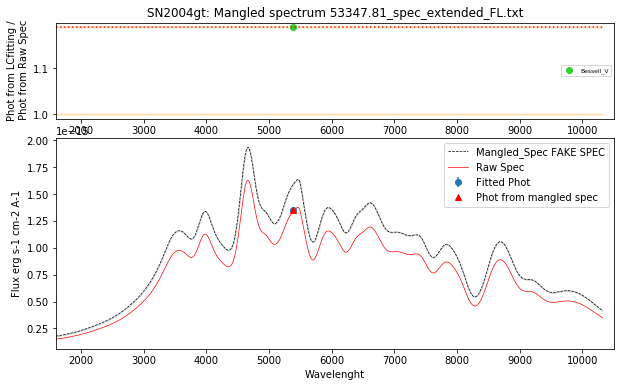 SN2004gt: Mangled spectrum 53347.81_spec_extended_FL.txt
Phot from LCfitting /
Phot from Raw Spec
1.1
1.0
Bessell_V
2000 3000 4000 5000 6000 7000 8000 9000 10000
1e−15
Flux erg s-1 cm-2 A-1
2.00
1.75
1.50
1.25
1.00
0.75
0.50
0.25
Mangled_Spec FAKE SPEC
Raw Spec
Fitted Phot
Phot from mangled spec
2000 3000 4000 5000 6000 7000 8000 9000 10000
Wavelenght